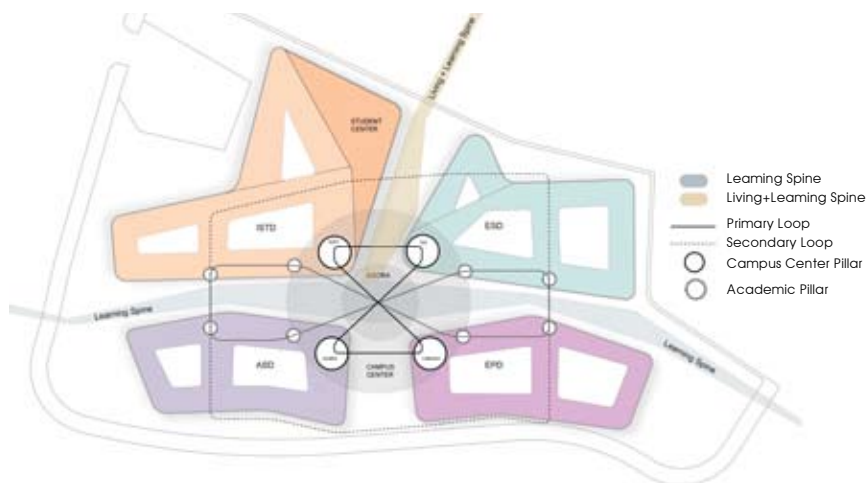 Living + Learning Spine
STUDENT
CENTER
ISTD
ESD
Learning Spine
ASD
CAMPUS
CENTER
EPD
Learning Spine
Learning Spine
Living+Learning Spine
Primary Loop
Secondary Loop
Campus Center Pillar
Academic Pillar